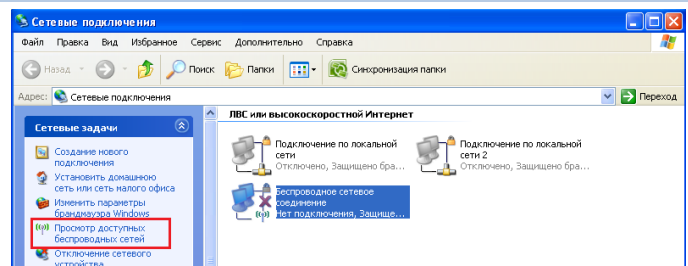 Сетевые подключения
Файл Правка Вид Избранное Сервис Дополнительно Справка
Назад Поиск Папки Синхронизация папки
Адрес: Сетевые подключения Переход
Сетевые задачи
Создание нового
подключения
Установить домашнюю
сеть или сеть малого офиса
Изменить параметры
брандмауэра Windows
Просмотр доступных
беспроводных сетей
Отключение сетевого
устройства
ЛВС или высокоскоростной Интернет
Подключение по локальной
сети
Отключено, Защищено бра...
Подключение по локальной
сети 2
Отключено, Защищено бра...
Беспроводное сетевое
соединение
Нет подключения, Защище...